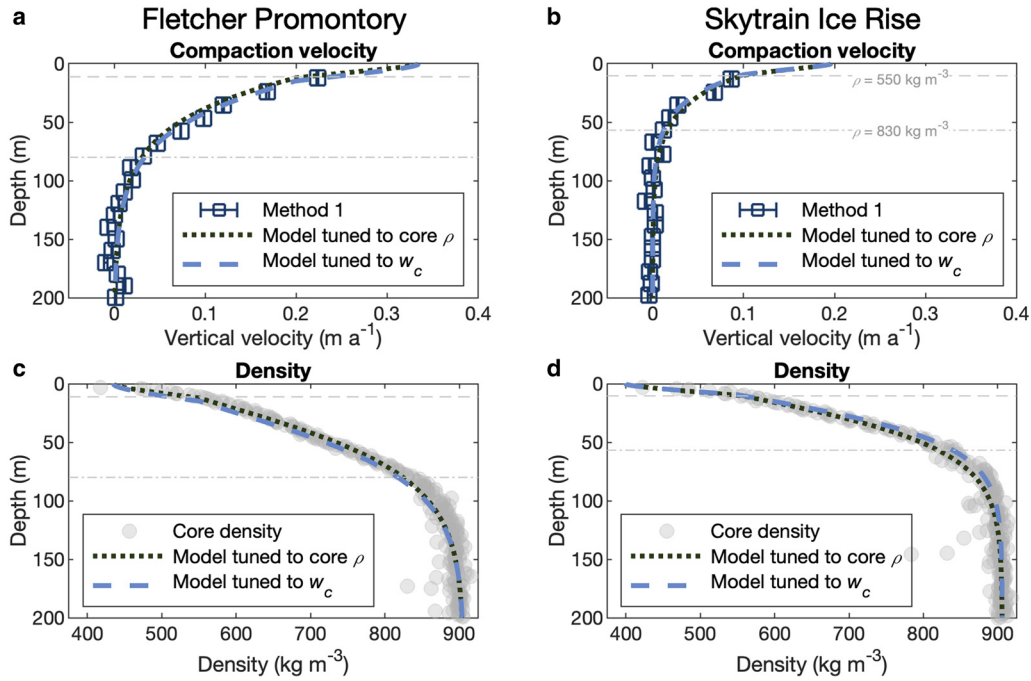 a
Fletcher Promontory
Compaction velocity
0
50
100
150
200
Depth (m)
Method 1
Model tuned to core ρ
Model tuned to w_c
0
0.1
0.2
0.3
0.4
Vertical velocity (m a⁻¹)
b
Skytrain Ice Rise
Compaction velocity
0
50
100
150
200
Depth (m)
ρ = 550 kg m⁻³
ρ = 830 kg m⁻³
Method 1
Model tuned to core ρ
Model tuned to w_c
0
0.1
0.2
0.3
0.4
Vertical velocity (m a⁻¹)
c
Density
0
50
100
150
200
Depth (m)
Core density
Model tuned to core ρ
Model tuned to w_c
400
500
600
700
800
900
Density (kg m⁻³)
d
Density
0
50
100
150
200
Depth (m)
Core density
Model tuned to core ρ
Model tuned to w_c
400
500
600
700
800
900
Density (kg m⁻³)